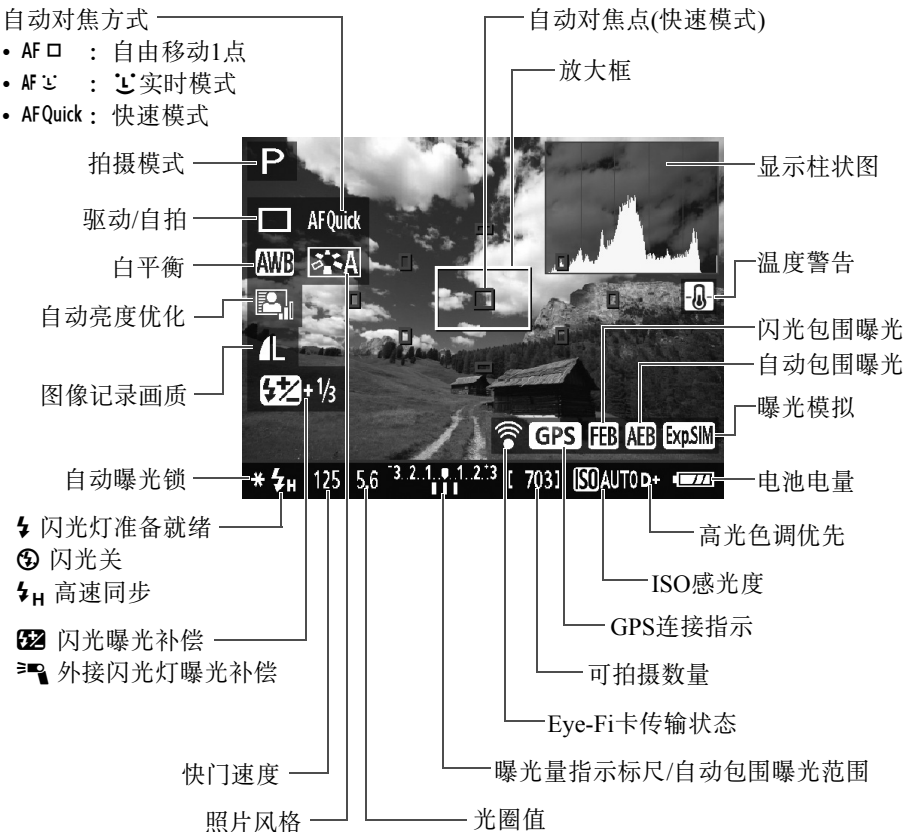 自动对焦方式
• AF □ : 自由移动1点
• AF : 实时模式
• AFQuick : 快速模式
自动对焦点(快速模式)
放大框
拍摄模式
P
显示柱状图
驱动/自拍
AFQuick
白平衡
AWB
A
温度警告
自动亮度优化
闪光包围曝光
自动包围曝光
图像记录画质
L
+1/3
曝光模拟
GPS FEB AEB Exp.SIM
自动曝光锁
* H 125 5.6 -3..2..1..0..1..2..+3 [ 703] ISO AUTO D+
电池电量
闪光灯准备就绪
高光色调优先
闪光关
ISO感光度
H 高速同步
GPS连接指示
闪光曝光补偿
可拍摄数量
外接闪光灯曝光补偿
Eye-Fi卡传输状态
快门速度
曝光量指示标尺/自动包围曝光范围
照片风格
光圈值